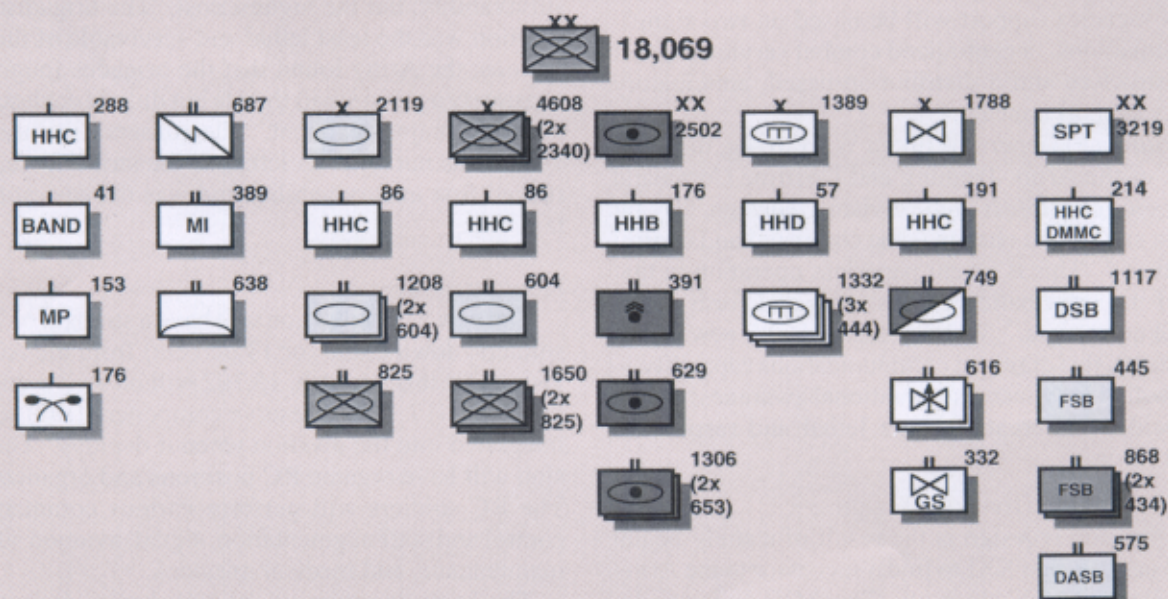 XX
18,069
I 288
HHC
II 687
X 2119
X 4608
(2x
2340)
XX
2502
X 1389
X 1788
XX
SPT 3219
I 41
BAND
II 389
MI
I 86
HHC
I 86
HHC
I 176
HHB
I 57
HHD
I 191
HHC
I 214
HHC
DMMC
I 153
MP
II 638
II 1208
(2x
604)
II 604
II 391
II 1332
(3x
444)
II 749
II 1117
DSB
I 176
II 825
II 1650
(2x
825)
II 629
II 616
II 445
FSB
II 1306
(2x
653)
II 332
GS
II 868
FSB (2x
434)
II 575
DASB